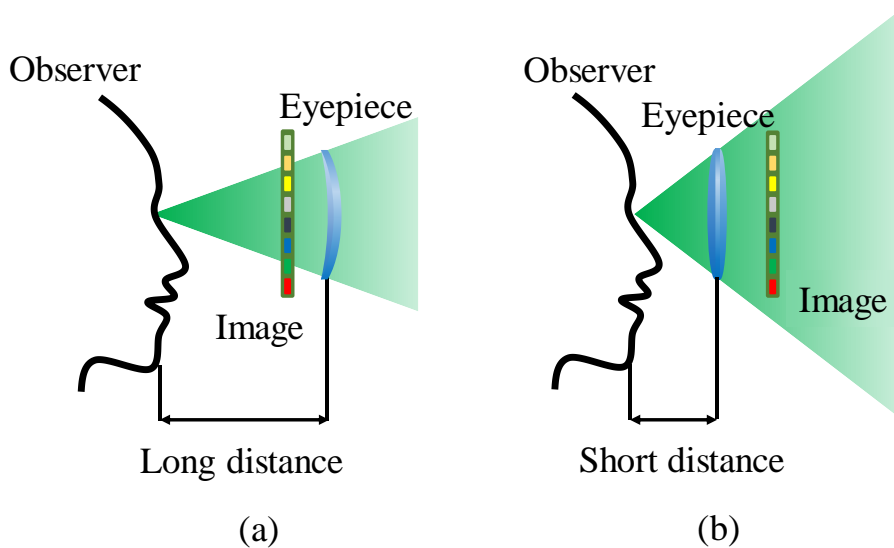 Observer
Eyepiece
Image
Long distance
(a)
Observer
Eyepiece
Image
Short distance
(b)